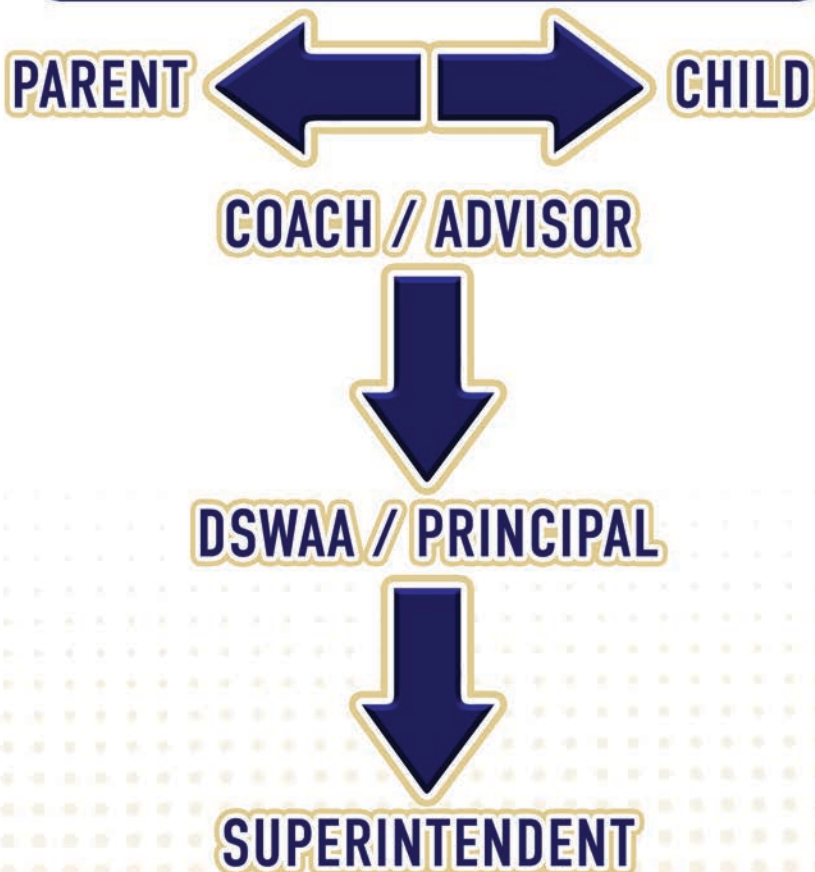 PARENT CHILD
COACH / ADVISOR
DSWAA / PRINCIPAL
SUPERINTENDENT